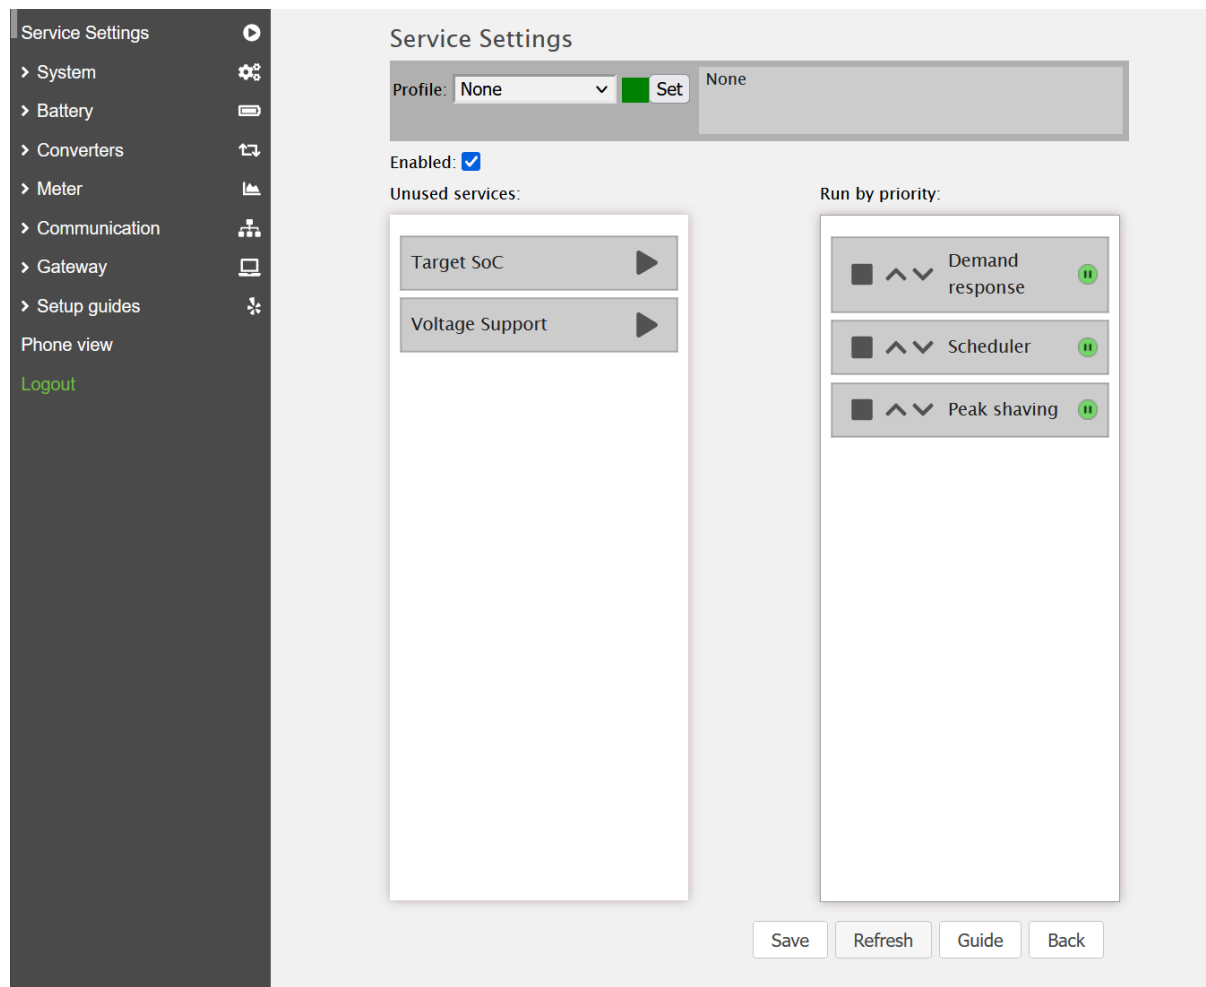 Service Settings
System
Battery
Converters
Meter
Communication
Gateway
Setup guides
Phone view
Logout
Service Settings
Profile: None Set None
Enabled:
Unused services:
Target SoC
Voltage Support
Run by priority:
Demand
response
Scheduler
Peak shaving
Save Refresh Guide Back